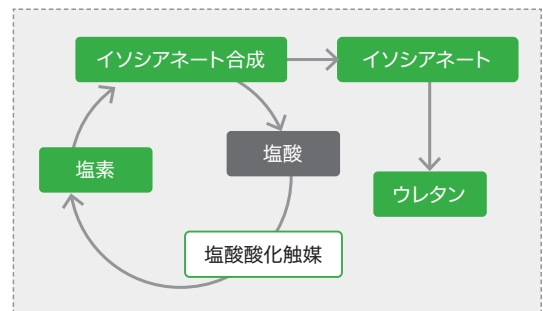 イソシアネート合成
イソシアネート
塩酸
塩素
ウレタン
塩酸酸化触媒